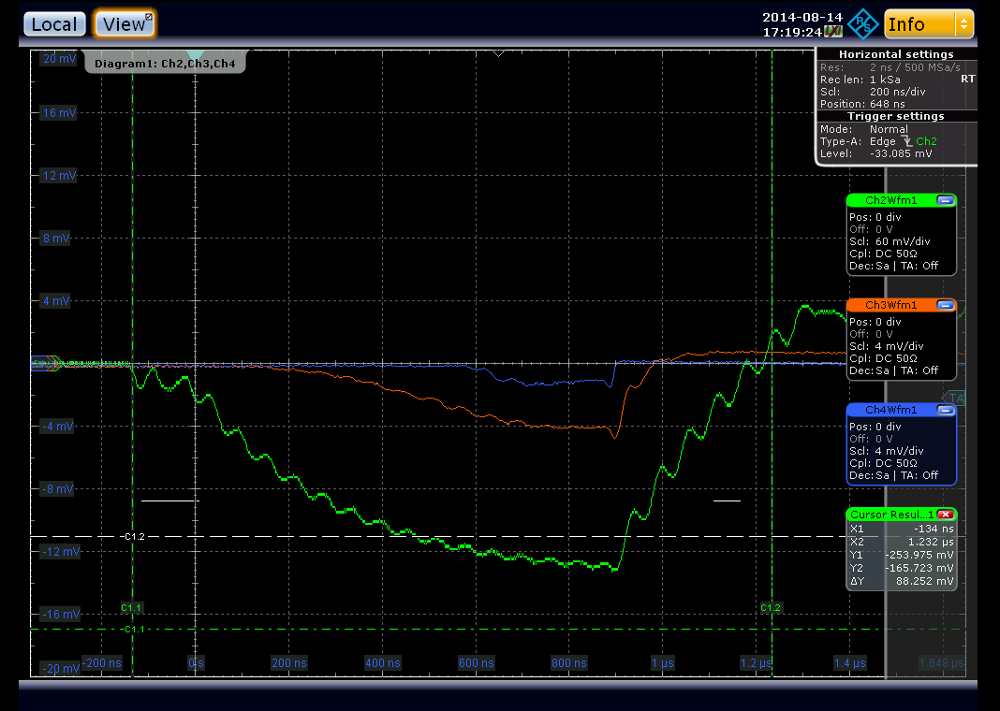 Local View 2014-08-14 Info
17:19:24 LXI R&S
20 mV Diagram1: Ch2,Ch3,Ch4 Horizontal settings
Res: 2 ns / 500 MSa/s
Rec len: 1 kSa RT
Scl: 200 ns/div
Position: 648 ns
16 mV Trigger settings
Mode: Normal
Type-A: Edge Ch2
Level: -33.085 mV
12 mV
Ch2Wfm1
Pos: 0 div
Off: 0 V
8 mV Scl: 60 mV/div
Cpl: DC 50Ω
Dec: Sa | TA: Off
4 mV Ch3Wfm1
Pos: 0 div
Off: 0 V
Scl: 4 mV/div
Cpl: DC 50Ω
Dec: Sa | TA: Off
TA
Ch4Wfm1
-4 mV Pos: 0 div
Off: 0 V
Scl: 4 mV/div
Cpl: DC 50Ω
Dec: Sa | TA: Off
-8 mV
Cursor Resul...1
X1 -134 ns
C1.2 X2 1.232 µs
-12 mV Y1 -253.975 mV
Y2 -165.723 mV
ΔY 88.252 mV
C1.1 C1.2
-16 mV
C1.1
-20 mV -200 ns 0s 200 ns 400 ns 600 ns 800 ns 1 µs 1.2 µs 1.4 µs 1.648 µs